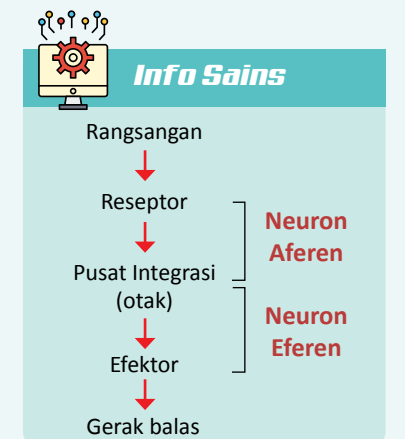 Info Sains
Rangsangan
Reseptor
Neuron
Aferen
Pusat Integrasi
(otak)
Neuron
Eferen
Efektor
Gerak balas